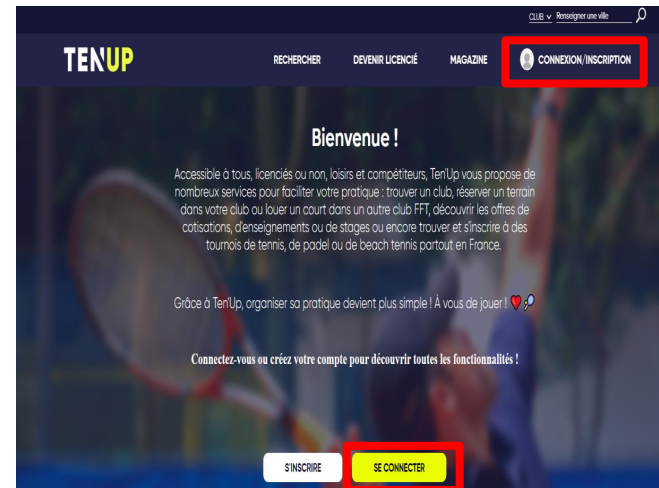 CLUB Renseigner une ville
TENUP
RECHERCHER DEVENIR LICENCIÉ MAGAZINE CONNEXION/INSCRIPTION
Bienvenue !
Accessible à tous, licenciés ou non, loisirs et compétiteurs, Ten'Up vous propose de
nombreux services pour faciliter votre pratique : trouver un club, réserver un terrain
dans votre club ou louer un court dans un autre club FFT, découvrir les offres de
cotisations, d'enseignements ou de stages ou encore trouver et s'inscrire à des
tournois de tennis, de padel ou de beach tennis partout en France.
Grâce à Ten'Up, organiser sa pratique devient plus simple ! À vous de jouer !
Connectez-vous ou créez votre compte pour découvrir toutes les fonctionnalités !
S'INSCRIRE SE CONNECTER